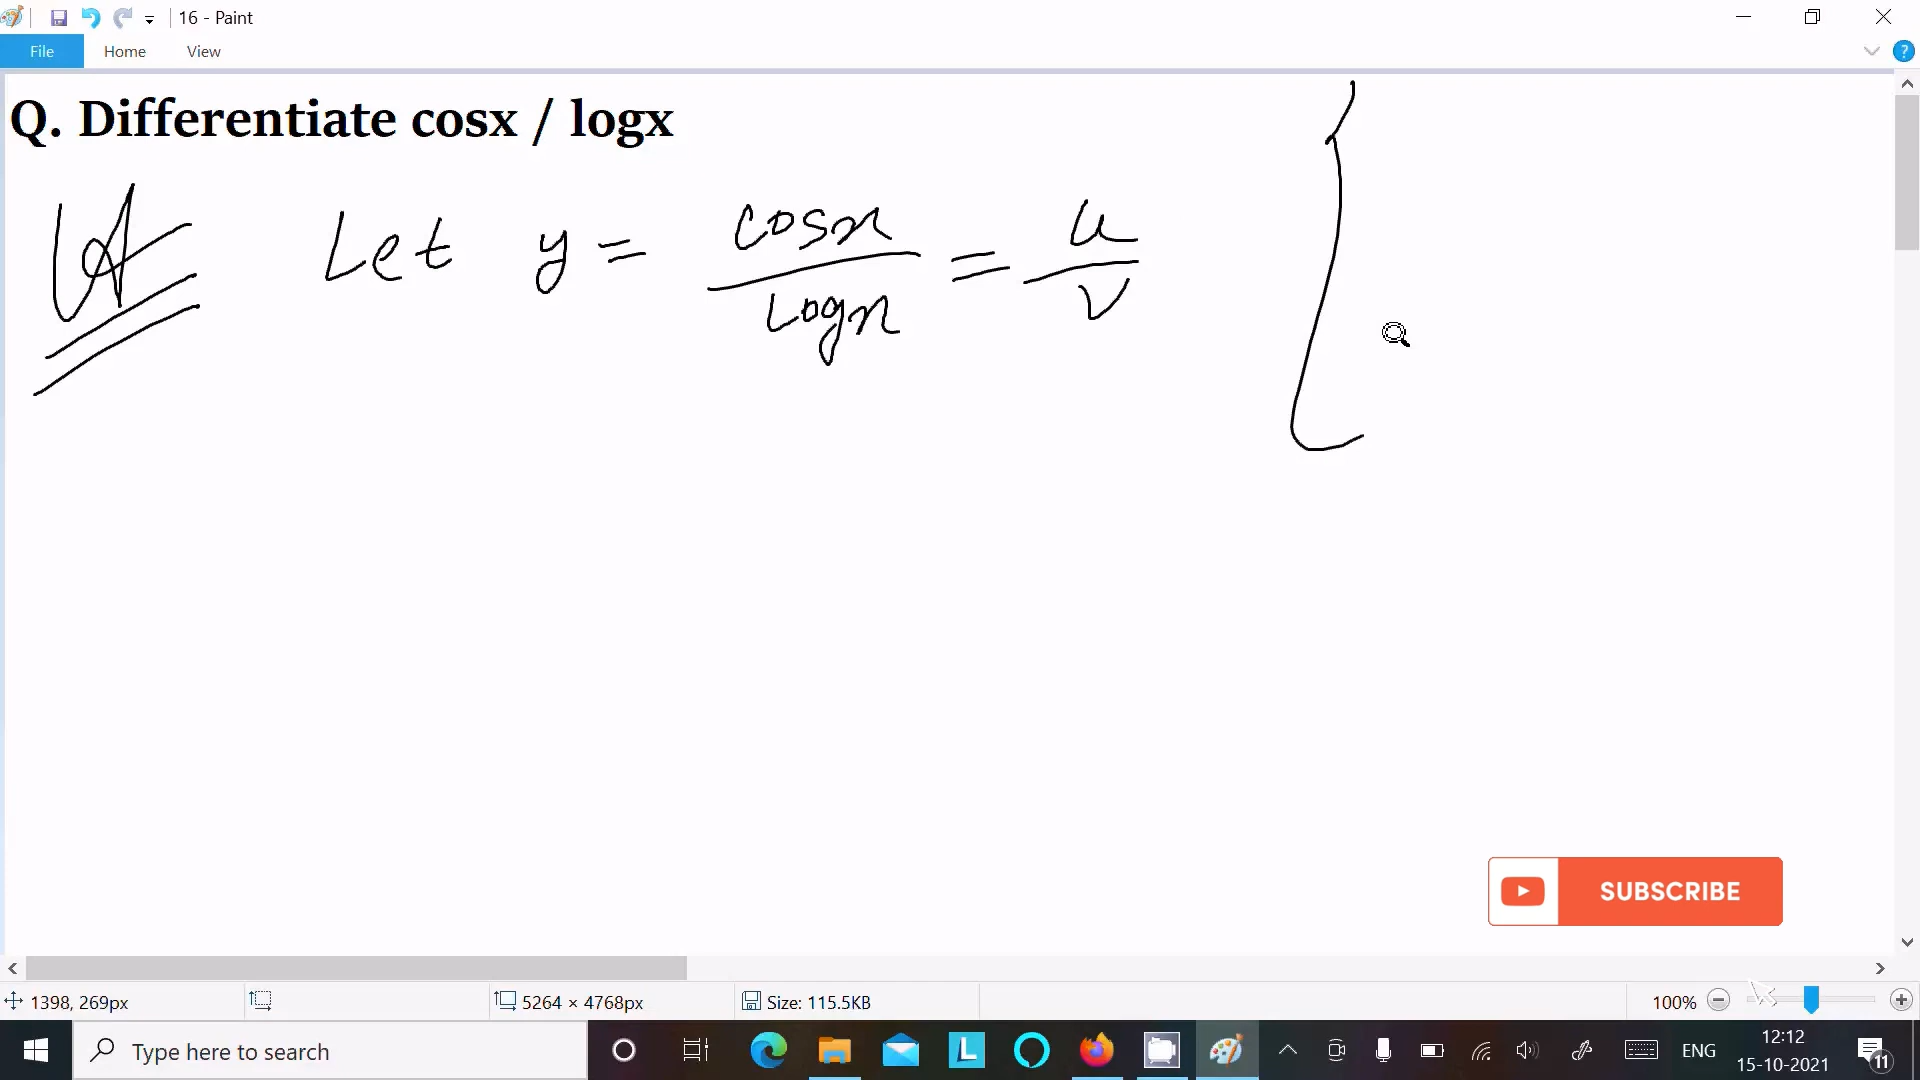 16 - Paint
File Home View
Q. Differentiate cosx / logx
Let y = cosx / logx = u / v
SUBSCRIBE
1398, 269px 5264 × 4768px Size: 115.5KB 100%
Type here to search L ENG 12:12
15-10-2021 11